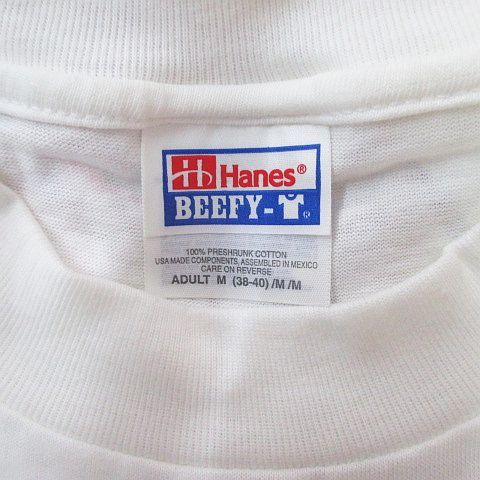 Hanes®
BEEFY-T®
100% PRESHRUNK COTTON
USA MADE COMPONENTS, ASSEMBLED IN MEXICO
CARE ON REVERSE
ADULT M (38-40) /M/M